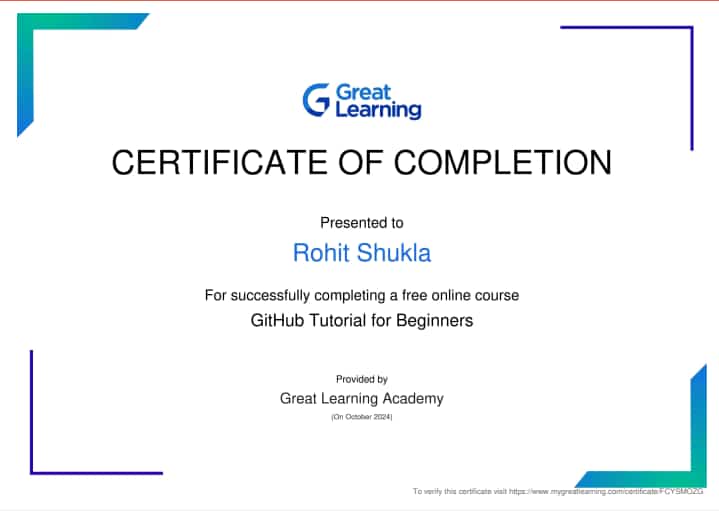 Great
Learning
CERTIFICATE OF COMPLETION
Presented to
Rohit Shukla
For successfully completing a free online course
GitHub Tutorial for Beginners
Provided by
Great Learning Academy
(On October 2024)
To verify this certificate visit https://www.mygreatlearning.com/certificate/FCYSMOZG